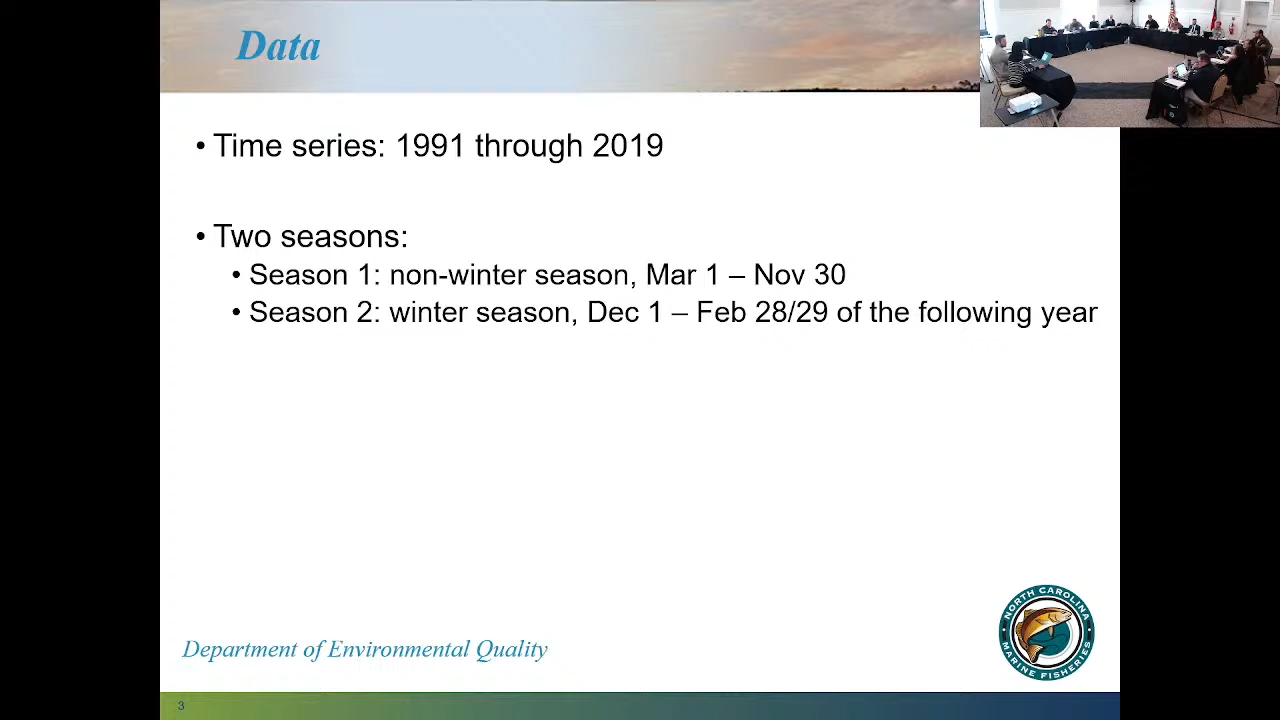 Data
• Time series: 1991 through 2019
• Two seasons:
• Season 1: non-winter season, Mar 1 – Nov 30
• Season 2: winter season, Dec 1 – Feb 28/29 of the following year
NORTH CAROLINA
MARINE FISHERIES
Department of Environmental Quality
3